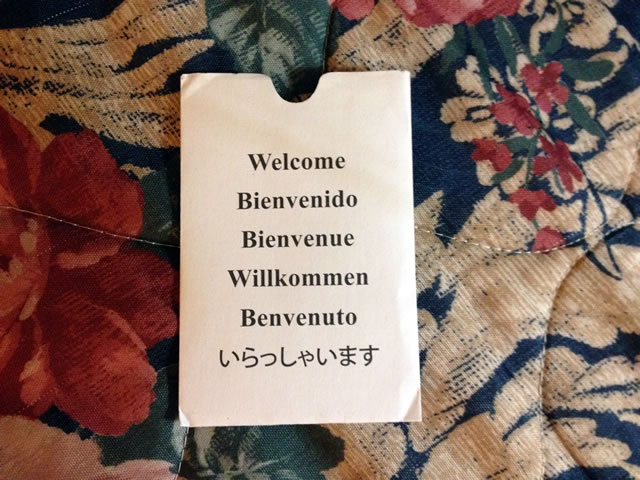 Welcome
Bienvenido
Bienvenue
Willkommen
Benvenuto
いらっしゃいます